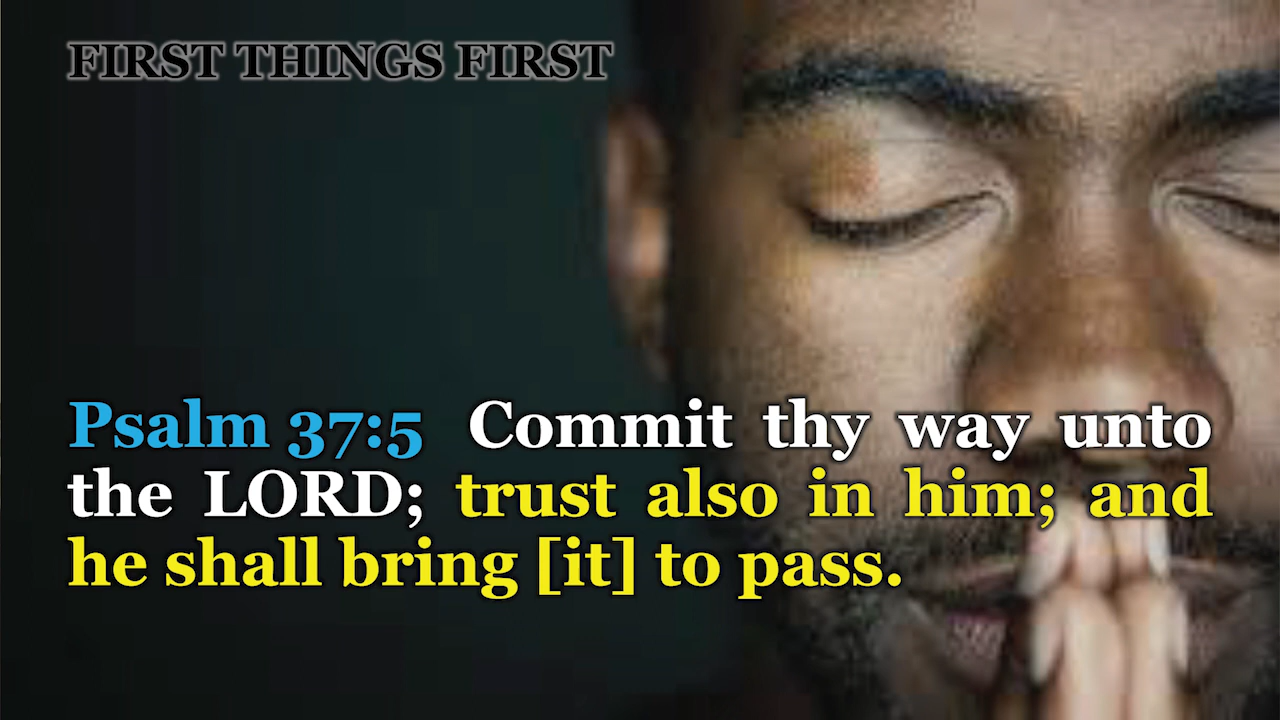 FIRST THINGS FIRST
Psalm 37:5 Commit thy way unto
the LORD; trust also in him; and
he shall bring [it] to pass.